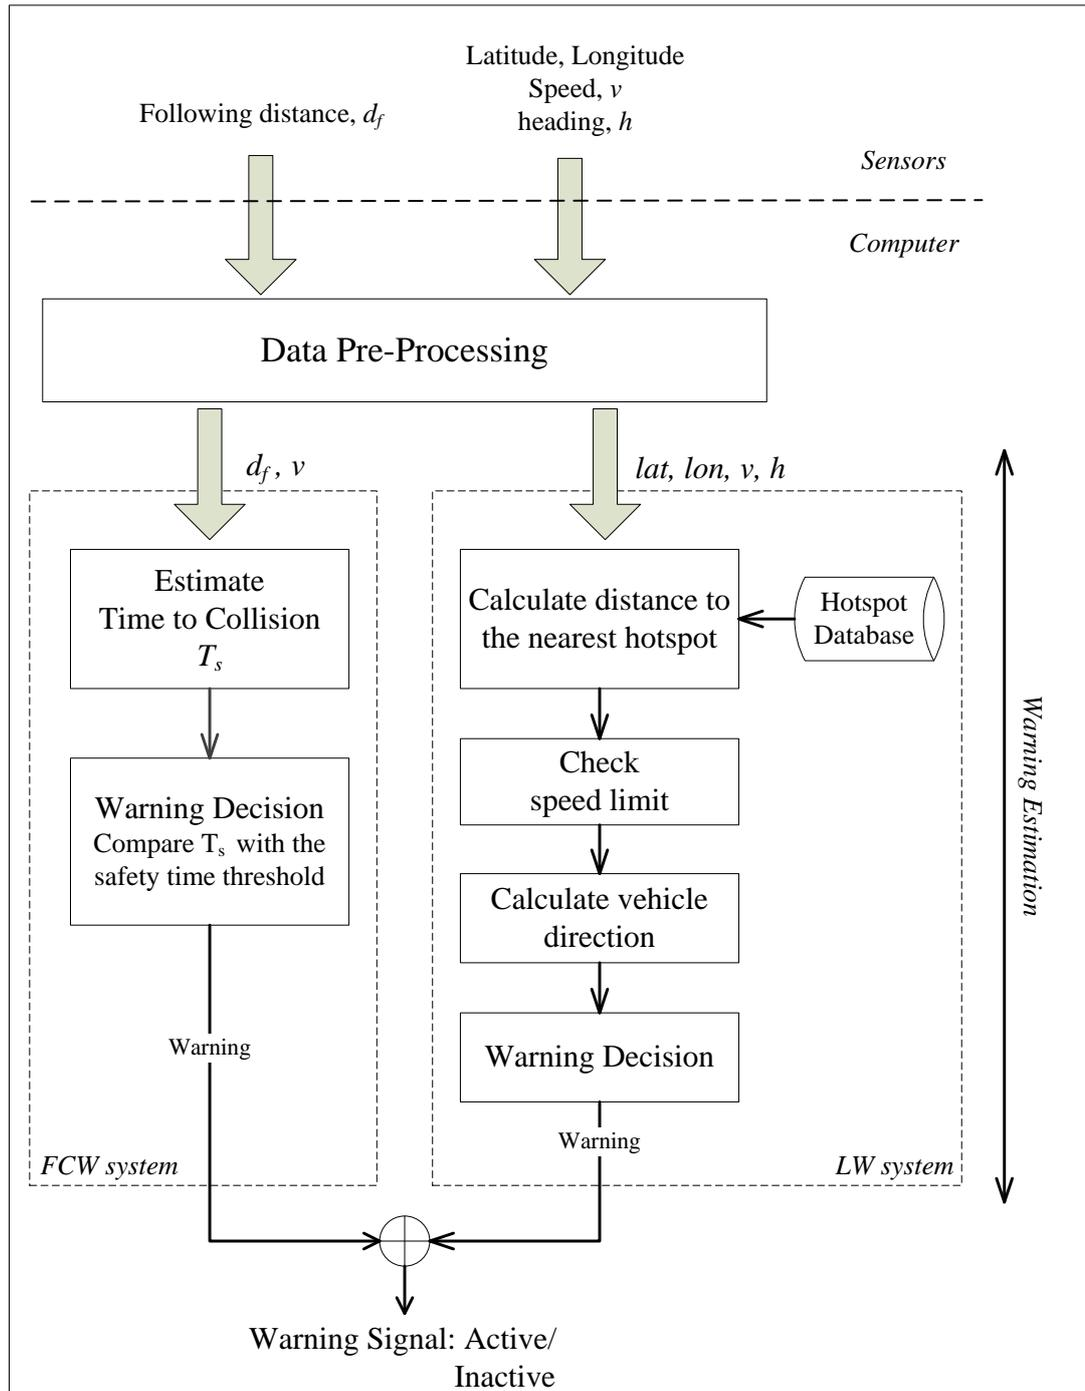 Latitude, Longitude
Speed, v
heading, h
Following distance, d_f
Sensors
Computer
Data Pre-Processing
d_f , v
lat, lon, v, h
Estimate
Time to Collision
T_s
Calculate distance to
the nearest hotspot
Hotspot
Database
Check
speed limit
Warning Decision
Compare T_s with the
safety time threshold
Calculate vehicle
direction
Warning Estimation
Warning
Warning Decision
Warning
FCW system
LW system
Warning Signal: Active/
Inactive